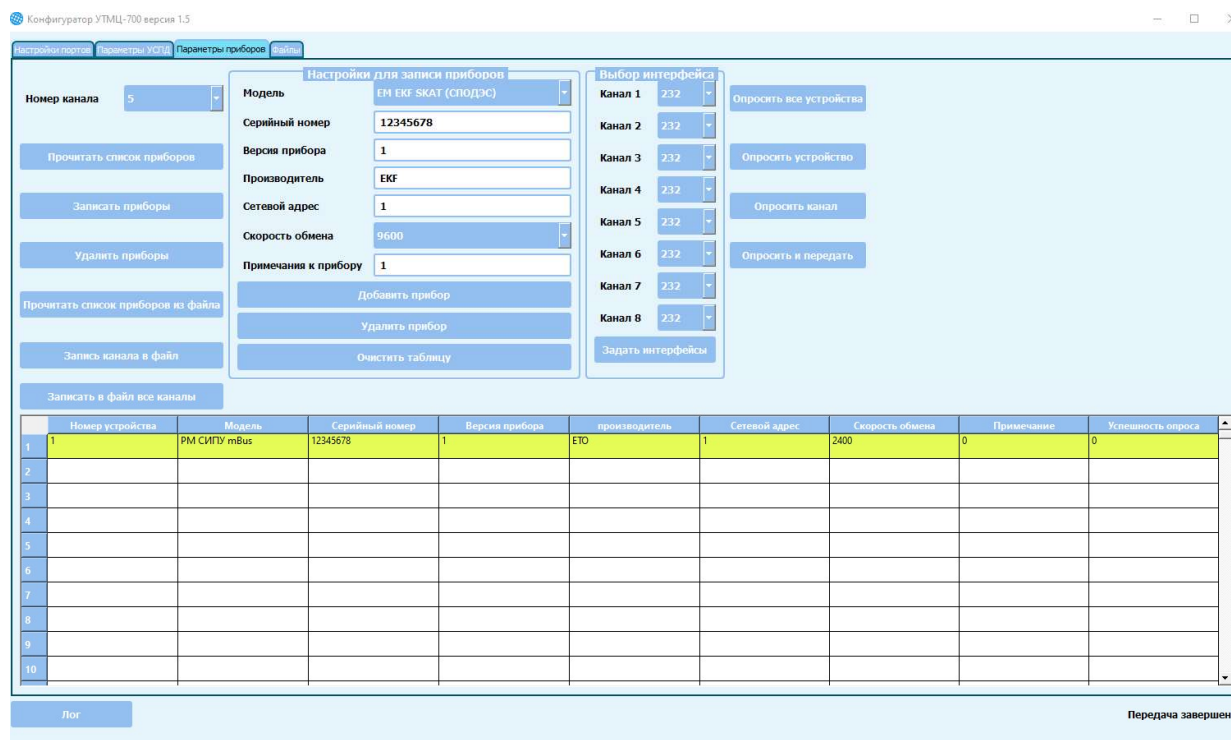 Конфигуратор УТМЦ-700 версия 1.5
Настройки портов Параметры УСПД Параметры приборов Файлы
Номер канала 5
Прочитать список приборов
Записать приборы
Удалить приборы
Прочитать список приборов из файла
Запись канала в файл
Записать в файл все каналы
Настройки для записи приборов
Модель EM EKF SKAT (СПОДЭС)
Серийный номер 12345678
Версия прибора 1
Производитель EKF
Сетевой адрес 1
Скорость обмена 9600
Примечания к прибору 1
Добавить прибор
Удалить прибор
Очистить таблицу
Выбор интерфейса
Канал 1 232
Канал 2 232
Канал 3 232
Канал 4 232
Канал 5 232
Канал 6 232
Канал 7 232
Канал 8 232
Задать интерфейсы
Опросить все устройства
Опросить устройство
Опросить канал
Опросить и передать
Номер устройства Модель Серийный номер Версия прибора производитель Сетевой адрес Скорость обмена Примечание Успешность опроса
1 1 РМ СИПУ mBus 12345678 1 ETO 1 2400 0 0
2
3
4
5
6
7
8
9
10
Лог
Передача завершен